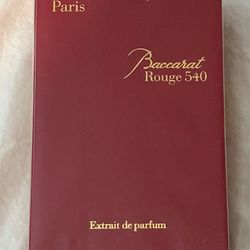 Paris
Baccarat
Rouge 540
Extrait de parfum